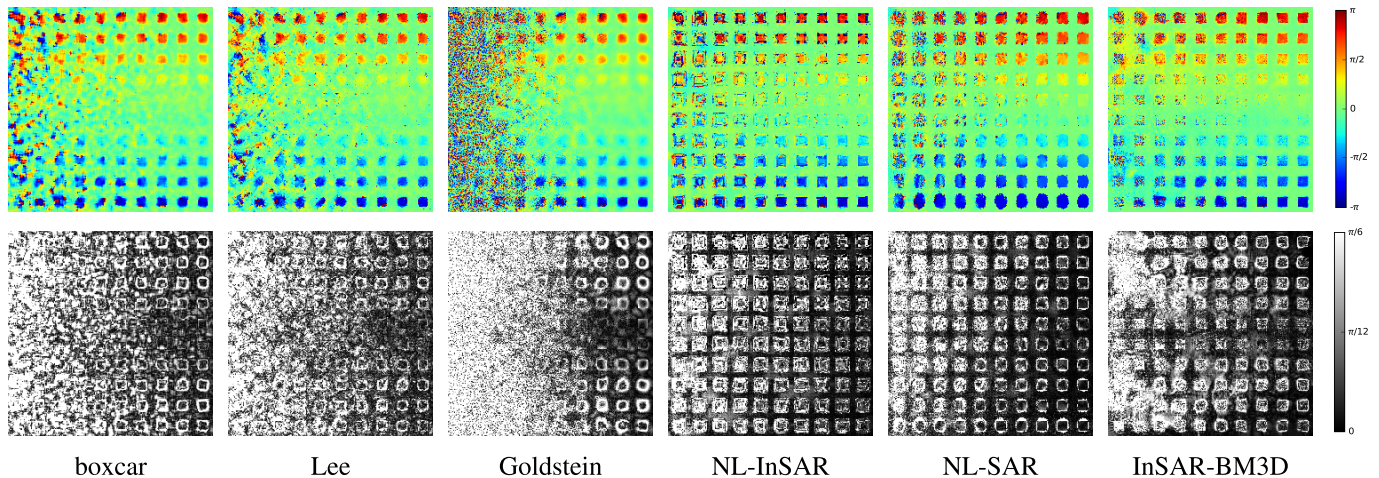 π
π/2
0
-π/2
-π
π/6
π/12
0
boxcar Lee Goldstein NL-InSAR NL-SAR InSAR-BM3D